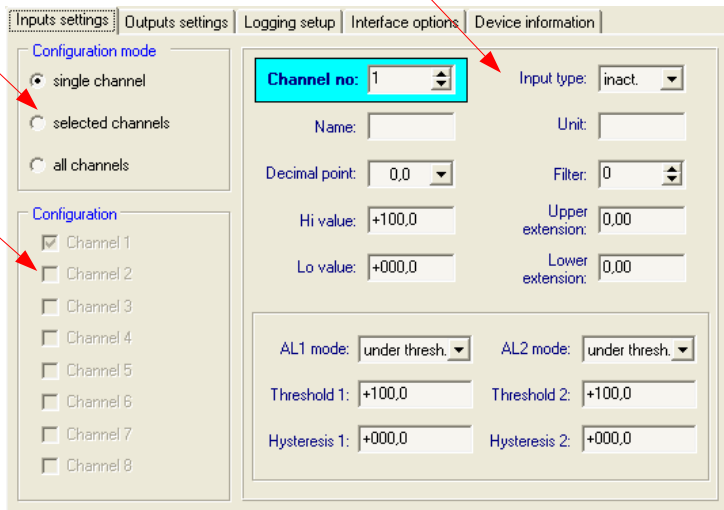 Inputs settings Outputs settings Logging setup Interface options Device information
Configuration mode
single channel
selected channels
all channels
Configuration
Channel 1
Channel 2
Channel 3
Channel 4
Channel 5
Channel 6
Channel 7
Channel 8
Channel no: 1
Input type: inact.
Name:
Unit:
Decimal point: 0,0
Filter: 0
Hi value: +100,0
Upper
extension: 0,00
Lo value: +000,0
Lower
extension: 0,00
AL1 mode: under thresh.
AL2 mode: under thresh.
Threshold 1: +100,0
Threshold 2: +100,0
Hysteresis 1: +000,0
Hysteresis 2: +000,0